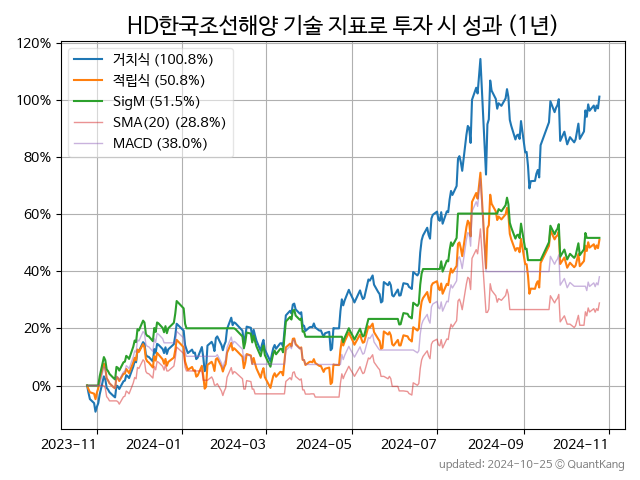 HD한국조선해양 기술 지표로 투자 시 성과 (1년)
120%
100%
80%
60%
40%
20%
0%
거치식 (100.8%)
적립식 (50.8%)
SigM (51.5%)
SMA(20) (28.8%)
MACD (38.0%)
2023-11
2024-01
2024-03
2024-05
2024-07
2024-09
2024-11
updated: 2024-10-25 © QuantKang